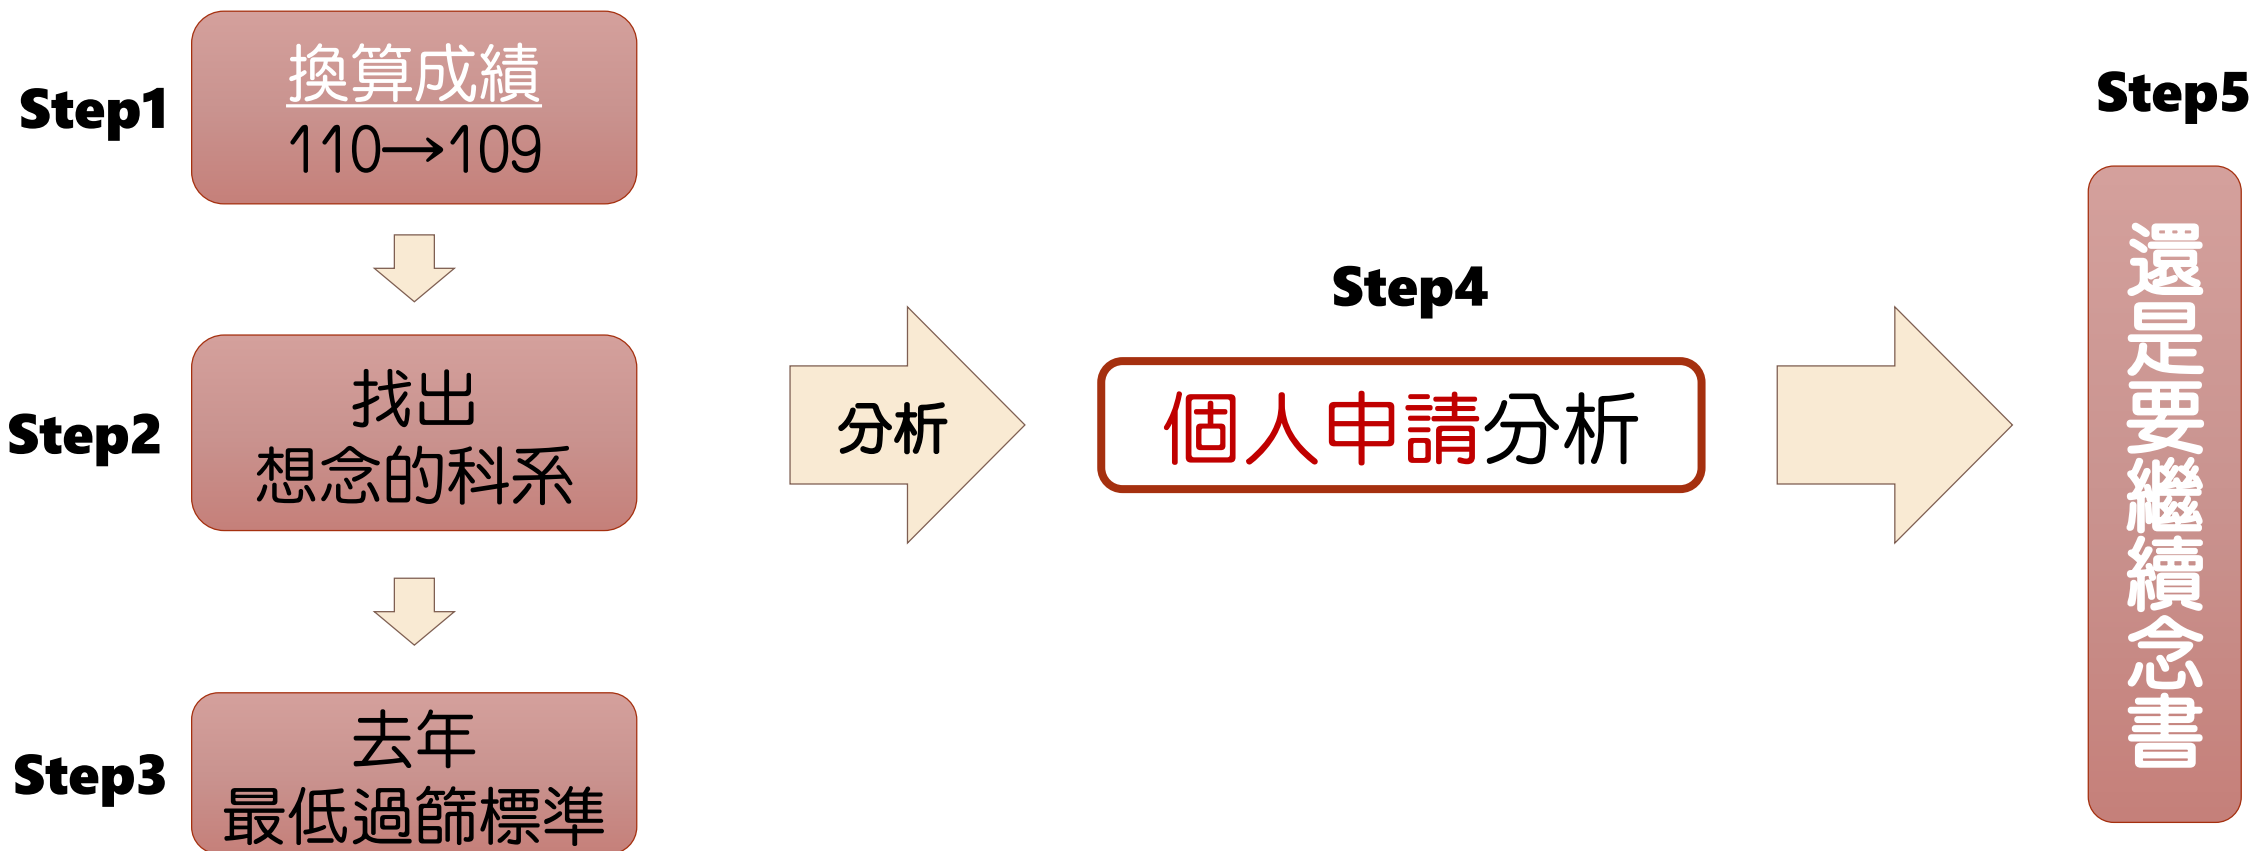 Step1
換算成績
110→109
Step2
找出
想念的科系
Step3
去年
最低過篩標準
分析
Step4
個人申請分析
Step5
還是要繼續念書